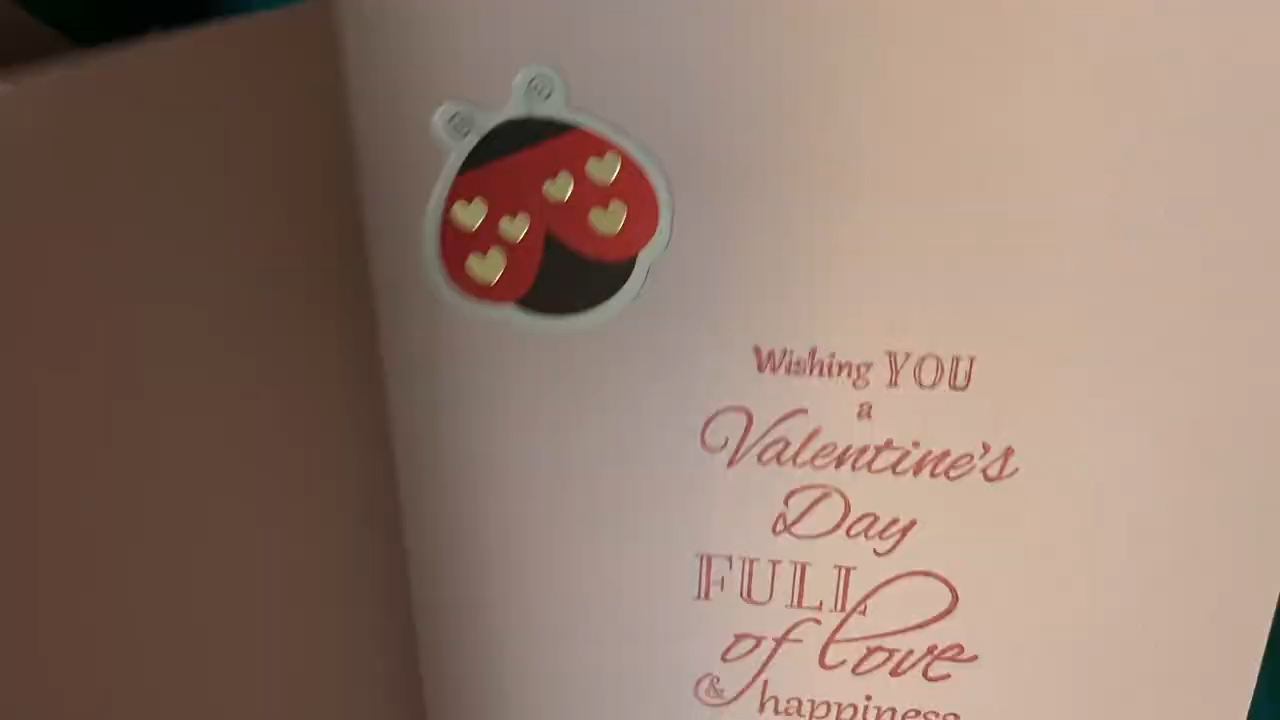 Wishing YOU
a
Valentine's
Day
FULL
of love
& happiness